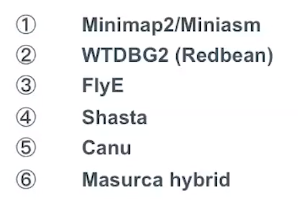 ① Minimap2/Miniasm
② WTDBG2 (Redbean)
③ FlyE
④ Shasta
⑤ Canu
⑥ Masurca hybrid